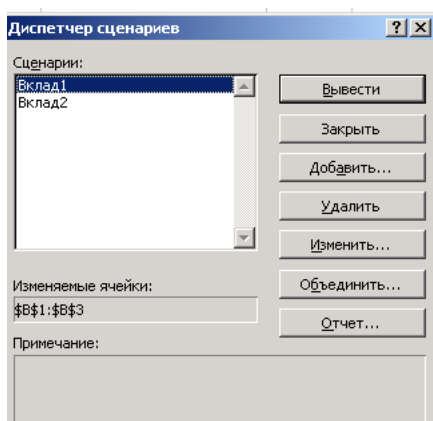 Диспетчер сценариев
Сценарии:
Вклад1
Вклад2
Вывести
Закрыть
Добавить...
Удалить
Изменить...
Объединить...
Отчет...
Изменяемые ячейки:
$B$1:$B$3
Примечание: